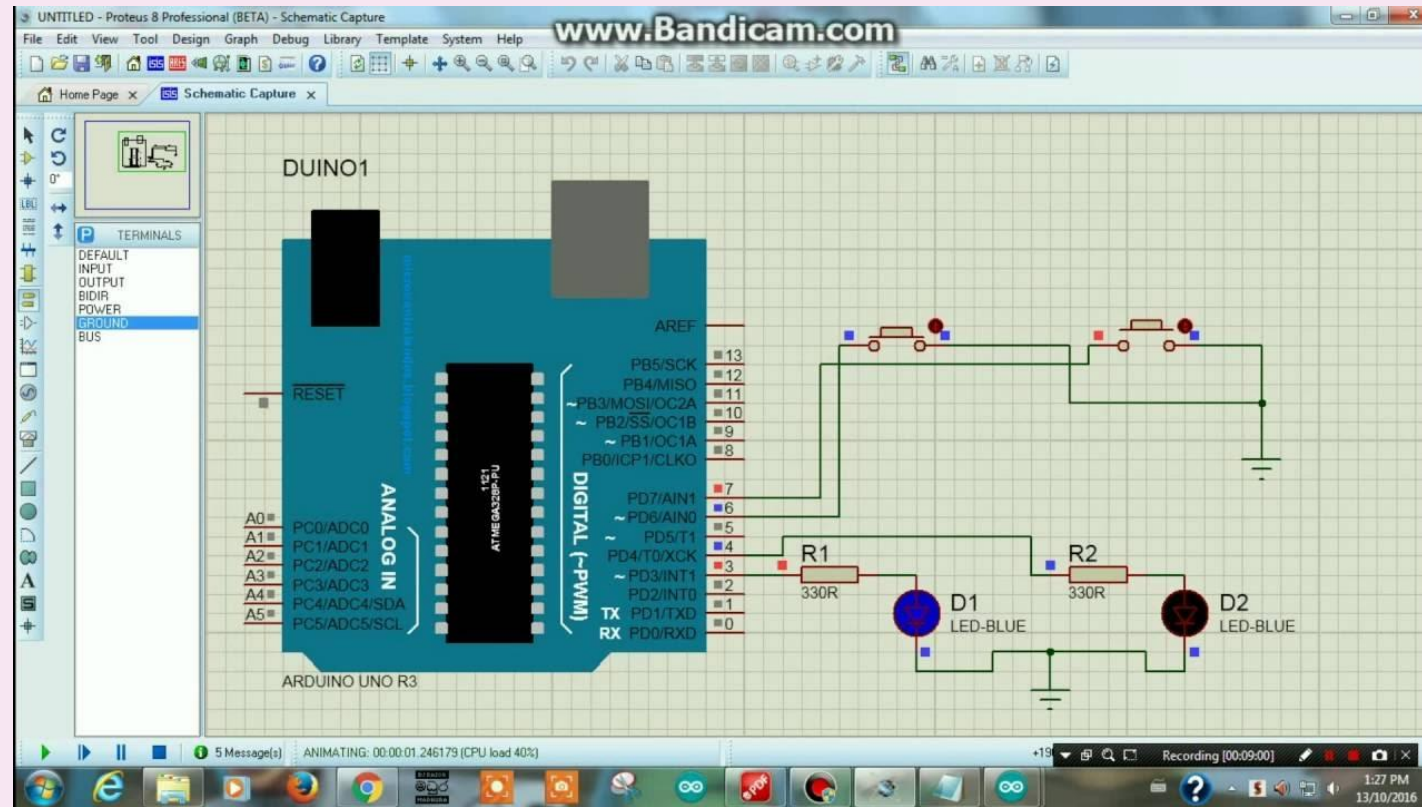 UNTITLED - Proteus 8 Professional (BETA) - Schematic Capture
www.Bandicam.com
File Edit View Tool Design Graph Debug Library Template System Help
Home Page x
Schematic Capture x
0°
LBL
P TERMINALS
DEFAULT
INPUT
OUTPUT
BIDIR
POWER
GROUND
BUS
A
S
DUINO1
RESET
AREF
PB5/SCK 13
PB4/MISO 12
~PB3/MOSI/OC2A 11
~ PB2/SS/OC1B 10
~ PB1/OC1A 9
PB0/ICP1/CLKO 8
PD7/AIN1 7
~PD6/AIN0 6
~ PD5/T1 5
PD4/T0/XCK 4
~ PD3/INT1 3
PD2/INT0 2
TX PD1/TXD 1
RX PD0/RXD 0
1121
ATMEGA328P-PU
DIGITAL (~PWM)
ANALOG IN
A0 PC0/ADC0
A1 PC1/ADC1
A2 PC2/ADC2
A3 PC3/ADC3
A4 PC4/ADC4/SDA
A5 PC5/ADC5/SCL
ARDUINO UNO R3
R1
330R
D1
LED-BLUE
R2
330R
D2
LED-BLUE
5 Message(s)
ANIMATING: 00:00:01.246179 (CPU load 40%)
Recording [00:09:00]
1:27 PM
13/10/2016